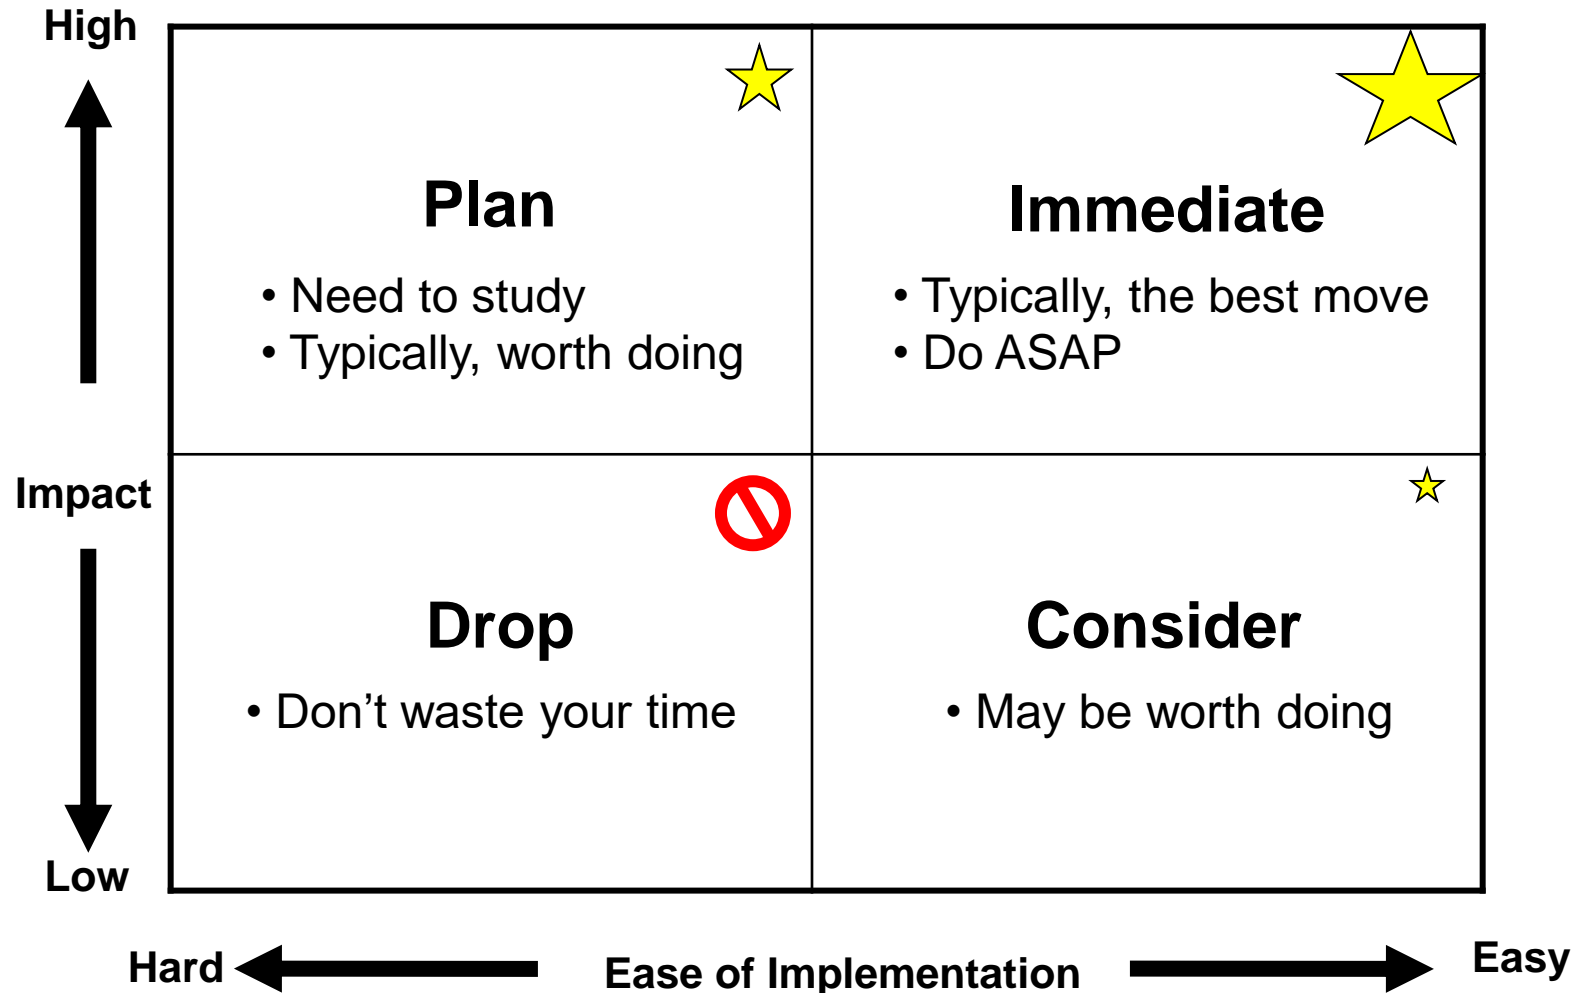 High
Plan
• Need to study
• Typically, worth doing
Immediate
• Typically, the best move
• Do ASAP
Impact
Drop
• Don’t waste your time
Consider
• May be worth doing
Low
Hard
Ease of Implementation
Easy